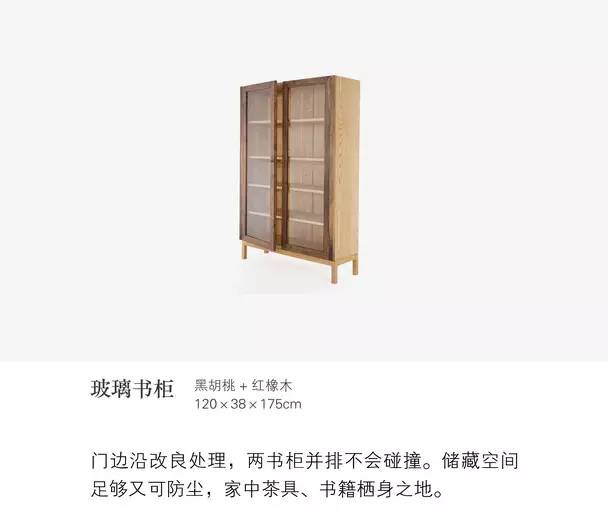 玻璃书柜
黑胡桃 + 红橡木
120×38×175cm
门边沿改良处理，两书柜并排不会碰撞。储藏空间
足够又可防尘，家中茶具、书籍栖身之地。